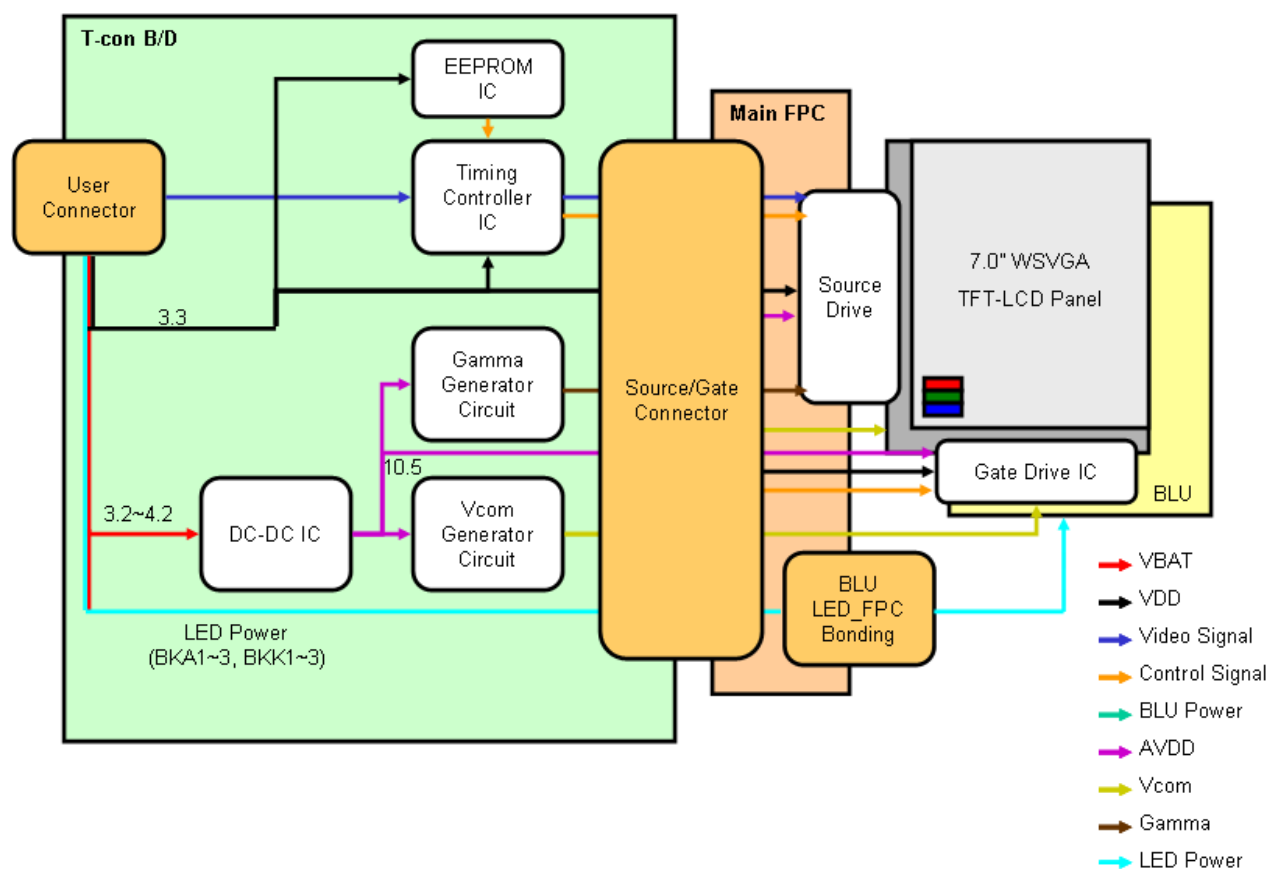 T-con B/D
EEPROM
IC
Main FPC
User
Connector
Timing
Controller
IC
7.0" WSVGA
TFT-LCD Panel
Source
Drive
3.3
Gamma
Generator
Circuit
Source/Gate
Connector
10.5
Gate Drive IC
BLU
3.2~4.2
DC-DC IC
Vcom
Generator
Circuit
BLU
LED_FPC
Bonding
LED Power
(BKA1~3, BKK1~3)
VBAT
VDD
Video Signal
Control Signal
BLU Power
AVDD
Vcom
Gamma
LED Power